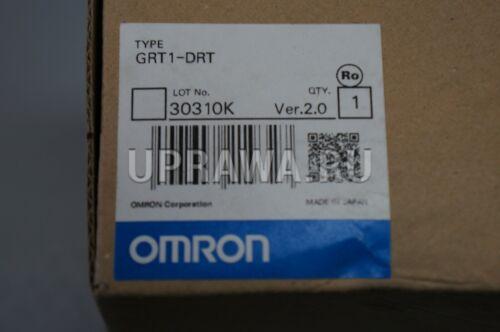 TYPE
GRT1-DRT
Ro
LOT No. QTY.
30310K Ver.2.0 1
UPRAWA.RU
OMRON Corporation MADE IN JAPAN
OMRON